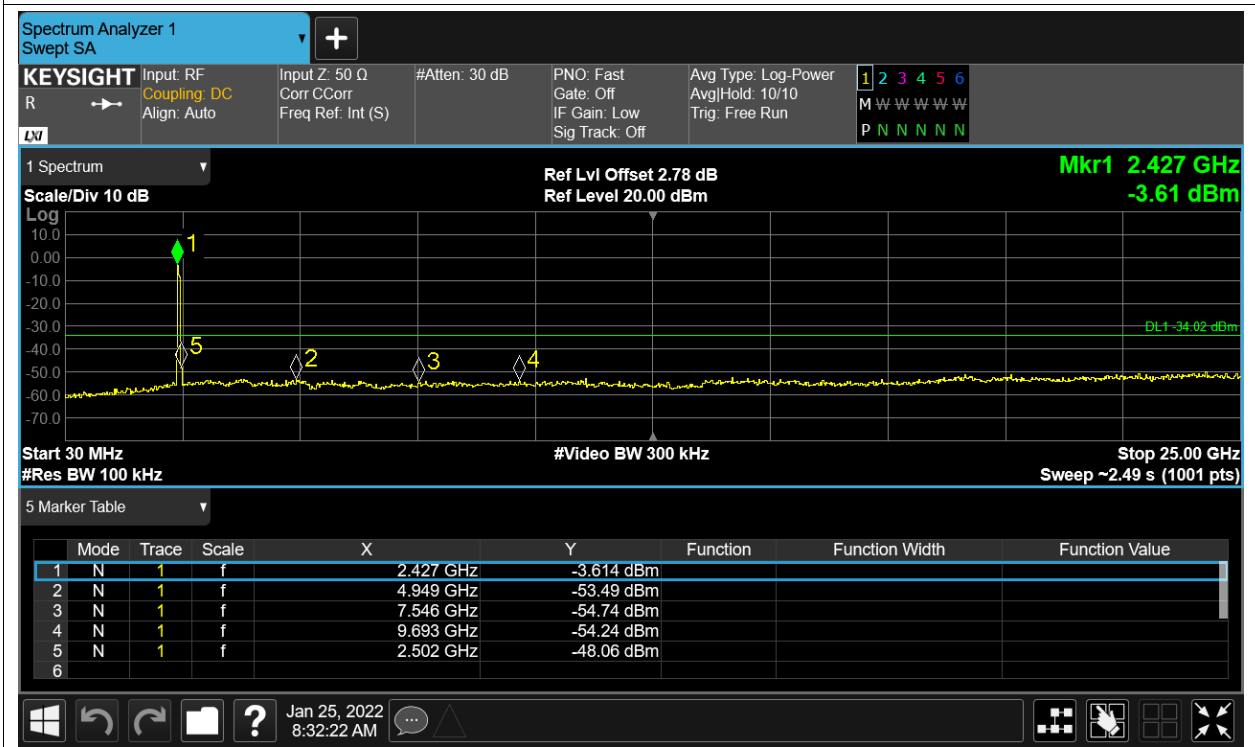 Spectrum Analyzer 1
Swept SA
+
KEYSIGHT Input: RF Input Z: 50 Ω #Atten: 30 dB PNO: Fast Avg Type: Log-Power 1 2 3 4 5 6
R Coupling: DC Corr CCorr Gate: Off Avg|Hold: 10/10 M W W W W W
Align: Auto Freq Ref: Int (S) IF Gain: Low Trig: Free Run
LXI Sig Track: Off P N N N N N
1 Spectrum Ref Lvl Offset 2.78 dB Mkr1 2.427 GHz
Scale/Div 10 dB Ref Level 20.00 dBm -3.61 dBm
Log
10.0
1
0.00
-10.0
-20.0
-30.0 DL1 -34.02 dBm
-40.0 5
2 3 4
-50.0
-60.0
-70.0
Start 30 MHz #Video BW 300 kHz Stop 25.00 GHz
#Res BW 100 kHz Sweep ~2.49 s (1001 pts)
5 Marker Table
Mode Trace Scale X Y Function Function Width Function Value
1 N 1 f 2.427 GHz -3.614 dBm
2 N 1 f 4.949 GHz -53.49 dBm
3 N 1 f 7.546 GHz -54.74 dBm
4 N 1 f 9.693 GHz -54.24 dBm
5 N 1 f 2.502 GHz -48.06 dBm
6
? Jan 25, 2022
8:32:22 AM